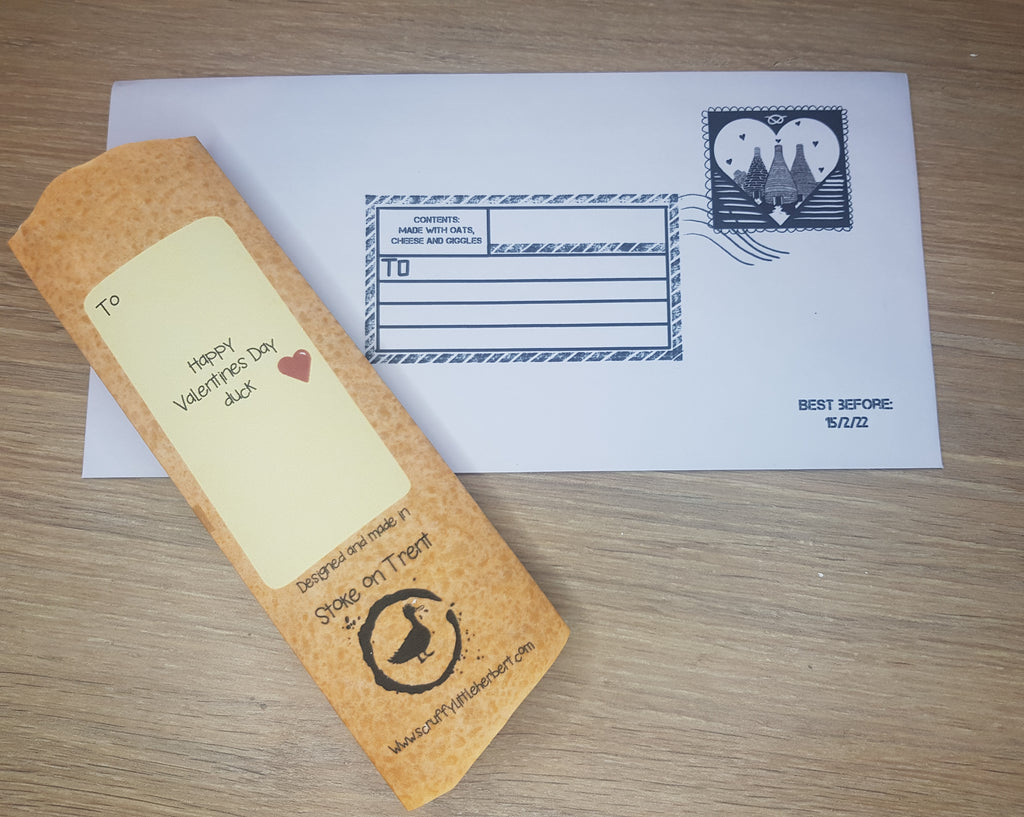 CONTENTS:
MADE WITH OATS,
CHEESE AND GIGGLES
TO
BEST BEFORE:
15/2/22
To
Happy
Valentines Day
duck
Designed and made in
Stoke on Trent
www.scruffylittleherbert.com